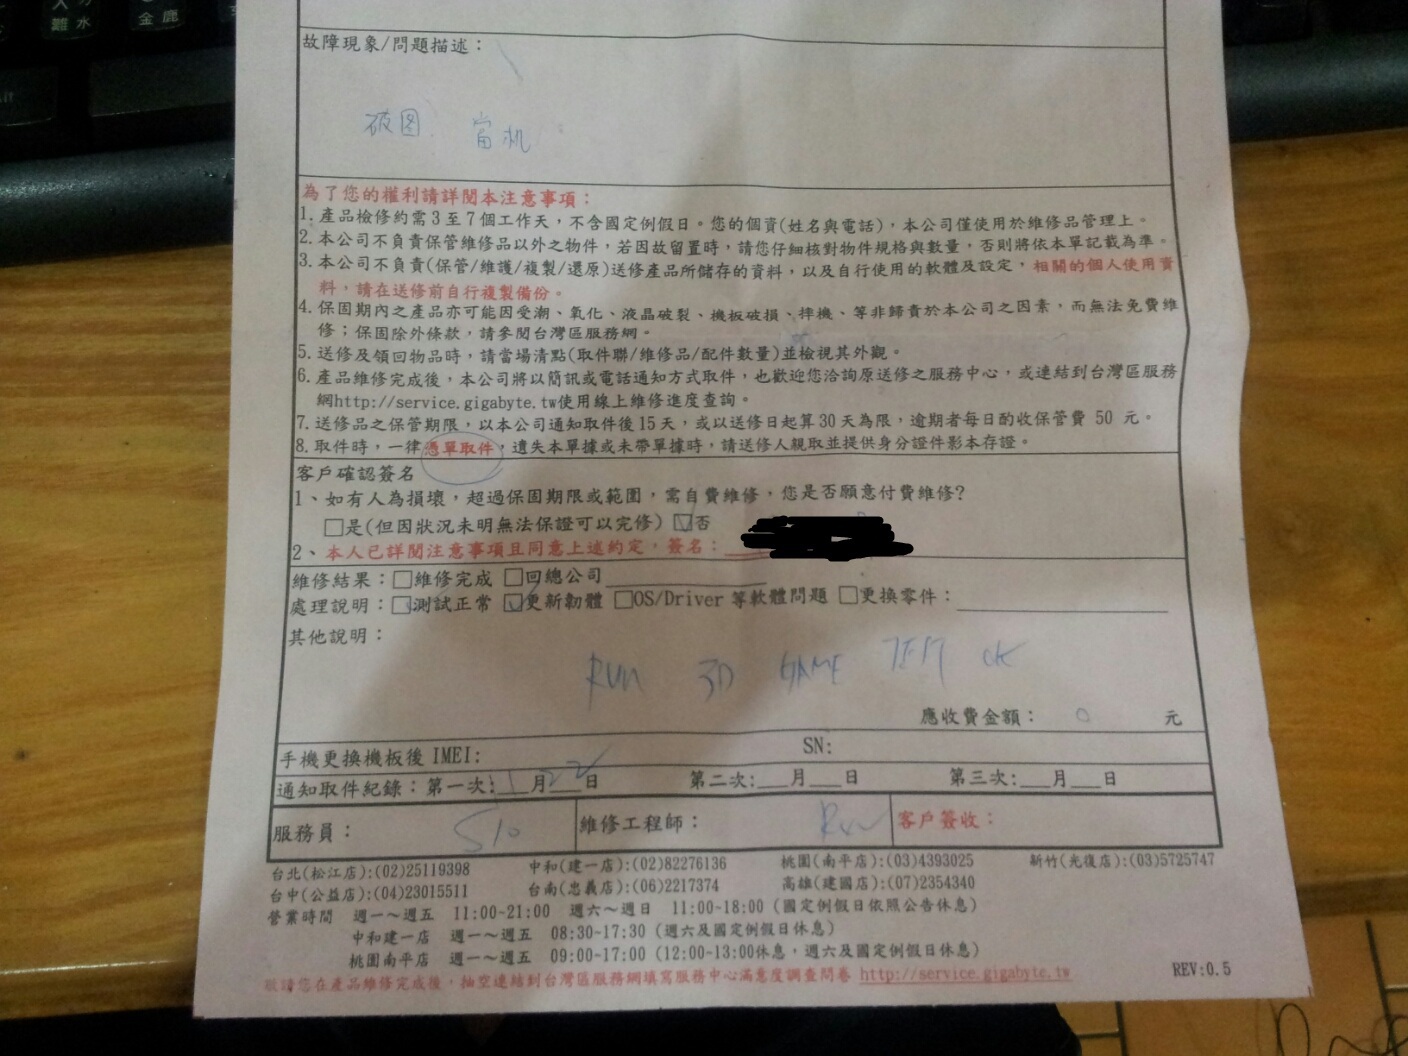 故障現象/問題描述：
破图. 當机
為了您的權利請詳閱本注意事項：
1. 產品檢修約需 3 至 7 個工作天，不含國定例假日。您的個資(姓名與電話)，本公司僅使用於維修品管理上。
2. 本公司不負責保管維修品以外之物件，若因故留置時，請您仔細核對物件規格與數量，否則將依本單記載為準。
3. 本公司不負責(保管/維護/複製/還原)送修產品所儲存的資料，以及自行使用的軟體及設定，相關的個人使用資
料，請在送修前自行複製備份。
4. 保固期內之產品亦可能因受潮、氧化、液晶破裂、機板破損、摔機、等非歸責於本公司之因素，而無法免費維
修；保固除外條款，請參閱台灣區服務網。
5. 送修及領回物品時，請當場清點(取件聯/維修品/配件數量)並檢視其外觀。
6. 產品維修完成後，本公司將以簡訊或電話通知方式取件，也歡迎您洽詢原送修之服務中心，或連結到台灣區服務
網http://service.gigabyte.tw使用線上維修進度查詢。
7. 送修品之保管期限，以本公司通知取件後 15 天，或以送修日起算 30 天為限，逾期者每日酌收保管費 50 元。
8. 取件時，一律憑單取件，遺失本單據或未帶單據時，請送修人親取並提供身分證件影本存證。
客戶確認簽名
1、如有人為損壞，超過保固期限或範圍，需自費維修，您是否願意付費維修?
□是(但因狀況未明無法保證可以完修) ☑否
2、本人已詳閱注意事項且同意上述約定，簽名：
維修結果：□維修完成 □回總公司
處理說明：☑測試正常 ☑更新韌體 □OS/Driver 等軟體問題 □更換零件：
其他說明：
RUN 3D GAME TEST OK
應收費金額： 0 元
手機更換機板後 IMEI: SN:
通知取件紀錄：第一次:1月22日 第二次:___月___日 第三次:___月___日
服務員： 維修工程師： 客戶簽收：
台北(松江店):(02)25119398 中和(建一店):(02)82276136 桃園(南平店):(03)4393025 新竹(光復店):(03)5725747
台中(公益店):(04)23015511 台南(忠義店):(06)2217374 高雄(建國店):(07)2354340
營業時間 週一～週五 11:00~21:00 週六～週日 11:00~18:00 (國定例假日依照公告休息)
中和建一店 週一～週五 08:30~17:30 (週六及國定例假日休息)
桃園南平店 週一～週五 09:00~17:00 (12:00~13:00休息，週六及國定例假日休息)
敬請您在產品維修完成後，抽空連結到台灣區服務網填寫服務中心滿意度調查問卷 http://service.gigabyte.tw
REV:0.5